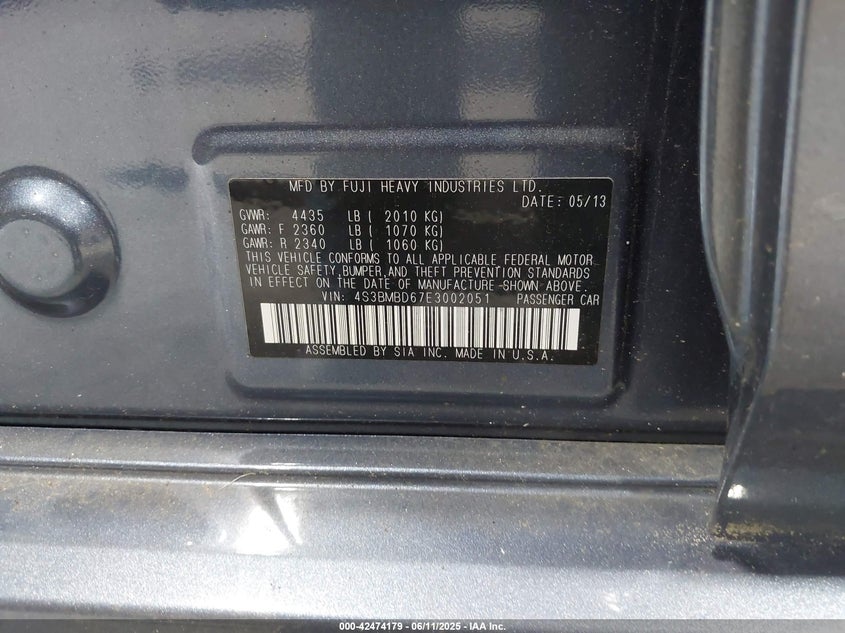 MFD BY FUJI HEAVY INDUSTRIES LTD.
DATE: 05/13
GVWR: 4435 LB ( 2010 KG)
GAWR: F 2360 LB ( 1070 KG)
GAWR: R 2340 LB ( 1060 KG)
THIS VEHICLE CONFORMS TO ALL APPLICABLE FEDERAL MOTOR
VEHICLE SAFETY,BUMPER,AND THEFT PREVENTION STANDARDS
IN EFFECT ON THE DATE OF MANUFACTURE SHOWN ABOVE.
VIN: 4S3BMBD67E3002051 PASSENGER CAR
ASSEMBLED BY SIA INC. MADE IN U.S.A.
000-42474179 - 06/11/2025 - IAA Inc.